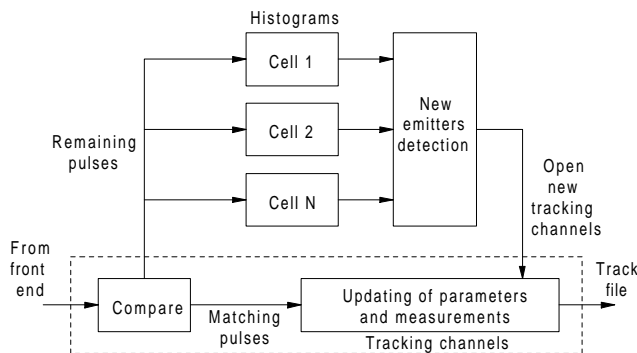 Histograms
Cell 1
Cell 2
Cell N
New
emitters
detection
Remaining
pulses
Open
new
tracking
channels
From
front
end
Compare
Matching
pulses
Updating of parameters
and measurements
Tracking channels
Track
file